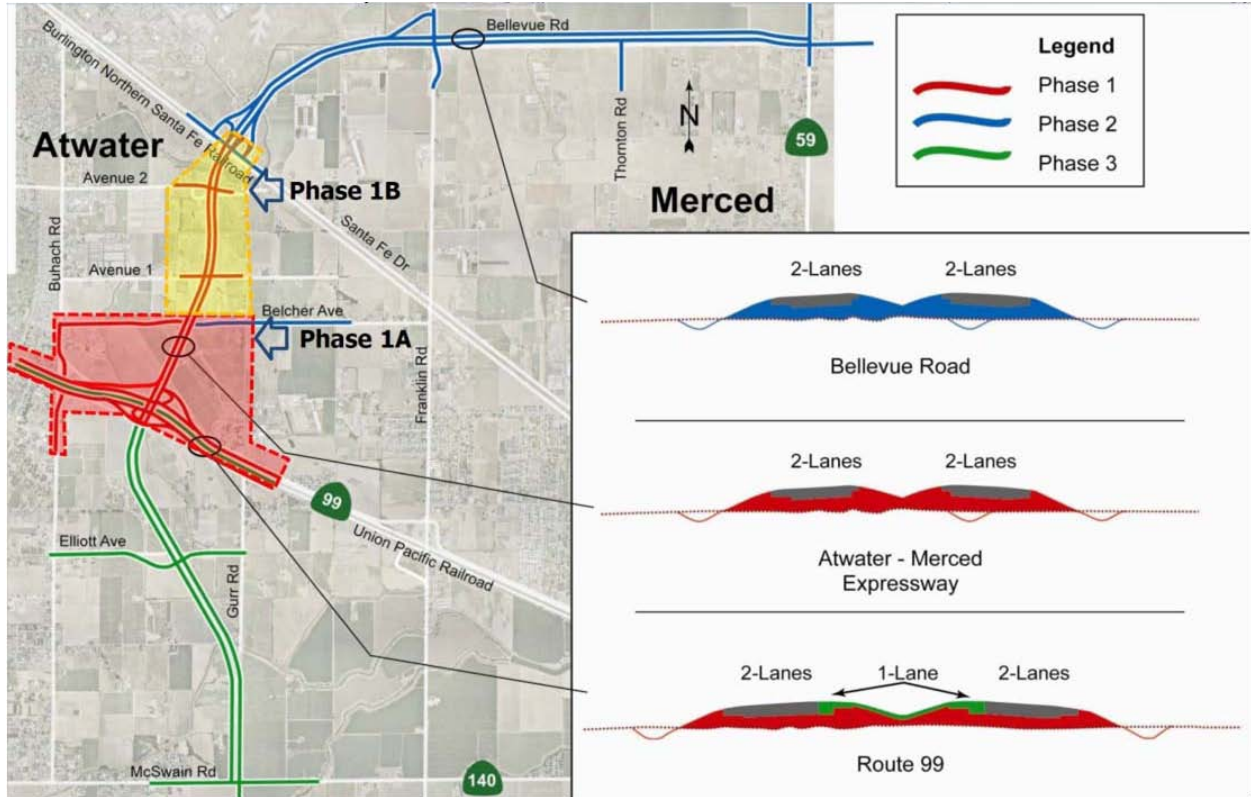 Burlington Northern Santa Fe Railroad
Bellevue Rd
Thornton Rd
N
59
Atwater
Merced
Avenue 2
Phase 1B
Buhach Rd
Santa Fe Dr
Avenue 1
Belcher Ave
Phase 1A
Franklin Rd
99
Union Pacific Railroad
Elliott Ave
Gurr Rd
McSwain Rd
140
Legend
Phase 1
Phase 2
Phase 3
2-Lanes 2-Lanes
Bellevue Road
2-Lanes 2-Lanes
Atwater - Merced
Expressway
2-Lanes 1-Lane 2-Lanes
Route 99